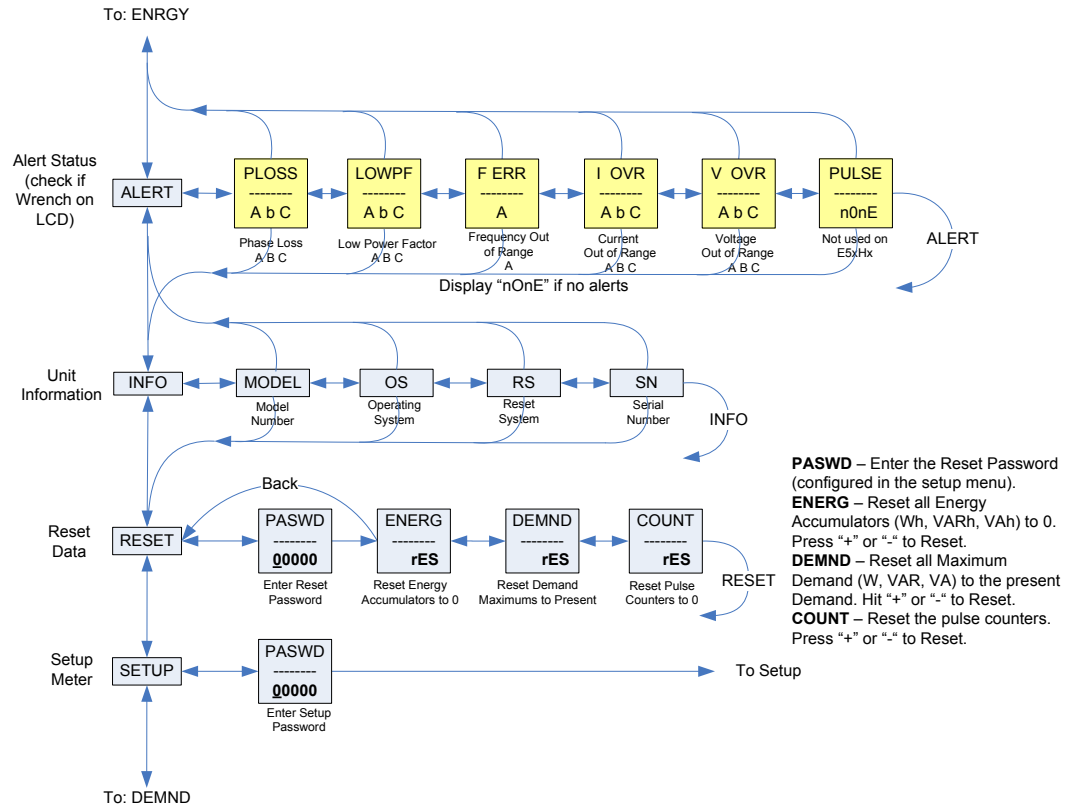 To: ENRGY
Alert Status
(check if
Wrench on
LCD)
ALERT
PLOSS
--------
A b C
Phase Loss
A B C
LOWPF
--------
A b C
Low Power Factor
A B C
F ERR
--------
A
Frequency Out
of Range
A
I OVR
--------
A b C
Current
Out of Range
A B C
V OVR
--------
A b C
Voltage
Out of Range
A B C
PULSE
--------
n0nE
Not used on
E5xHx
ALERT
Display “nOnE” if no alerts
Unit
Information
INFO
MODEL
Model
Number
OS
Operating
System
RS
Reset
System
SN
Serial
Number
INFO
Back
Reset
Data
RESET
PASWD
--------
00000
Enter Reset
Password
ENERG
--------
rES
Reset Energy
Accumulators to 0
DEMND
--------
rES
Reset Demand
Maximums to Present
COUNT
--------
rES
Reset Pulse
Counters to 0
RESET
PASWD – Enter the Reset Password
(configured in the setup menu).
ENERG – Reset all Energy
Accumulators (Wh, VARh, VAh) to 0.
Press “+” or “-“ to Reset.
DEMND – Reset all Maximum
Demand (W, VAR, VA) to the present
Demand. Hit “+” or “-“ to Reset.
COUNT – Reset the pulse counters.
Press “+” or “-“ to Reset.
Setup
Meter
SETUP
PASWD
--------
00000
Enter Setup
Password
To Setup
To: DEMND